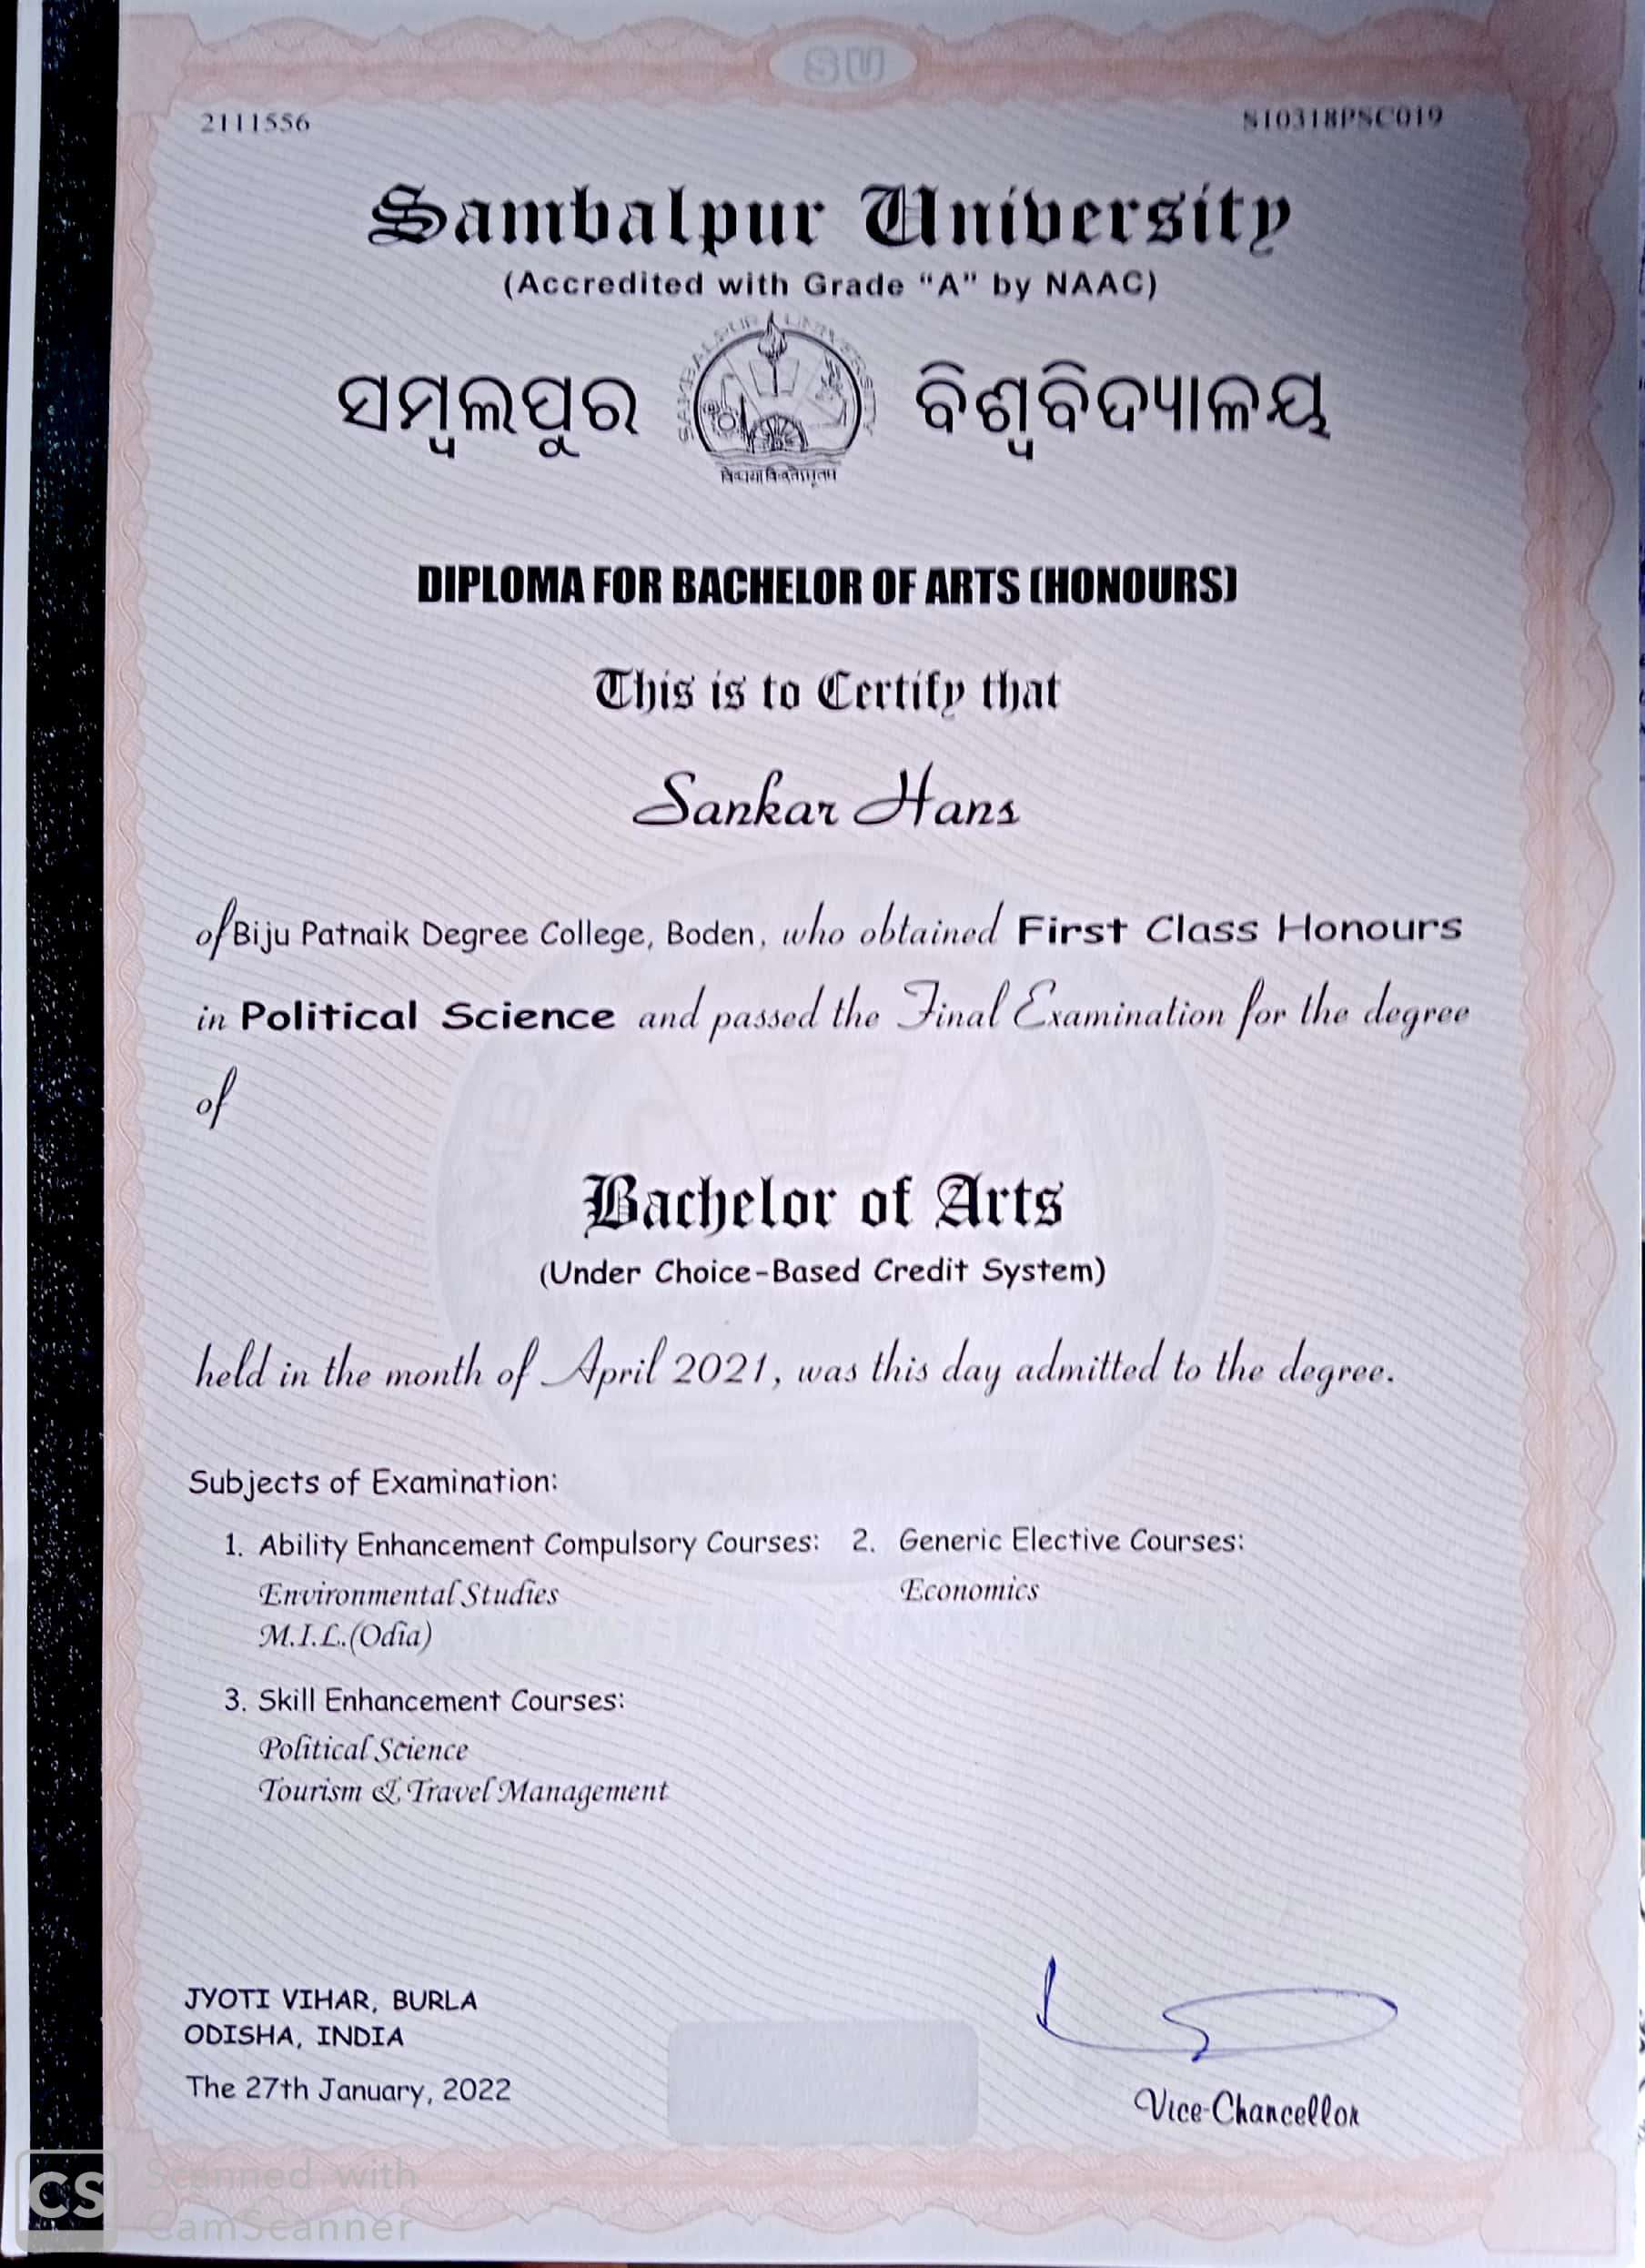 SU
2111556 S10318PSC019
Sambalpur University
(Accredited with Grade "A" by NAAC)
ସମ୍ବଲପୁର ବିଶ୍ୱବିଦ୍ୟାଳୟ
SAMBALPUR UNIVERSITY
DIPLOMA FOR BACHELOR OF ARTS (HONOURS)
This is to Certify that
Sankar Hans
of Biju Patnaik Degree College, Boden, who obtained First Class Honours
in Political Science and passed the Final Examination for the degree
of
Bachelor of Arts
(Under Choice-Based Credit System)
held in the month of April 2021, was this day admitted to the degree.
Subjects of Examination:
1. Ability Enhancement Compulsory Courses: 2. Generic Elective Courses:
Environmental Studies Economics
M.I.L.(Odia)
3. Skill Enhancement Courses:
Political Science
Tourism & Travel Management
JYOTI VIHAR, BURLA
ODISHA, INDIA
The 27th January, 2022
Vice-Chancellor
CS Scanned with
CamScanner